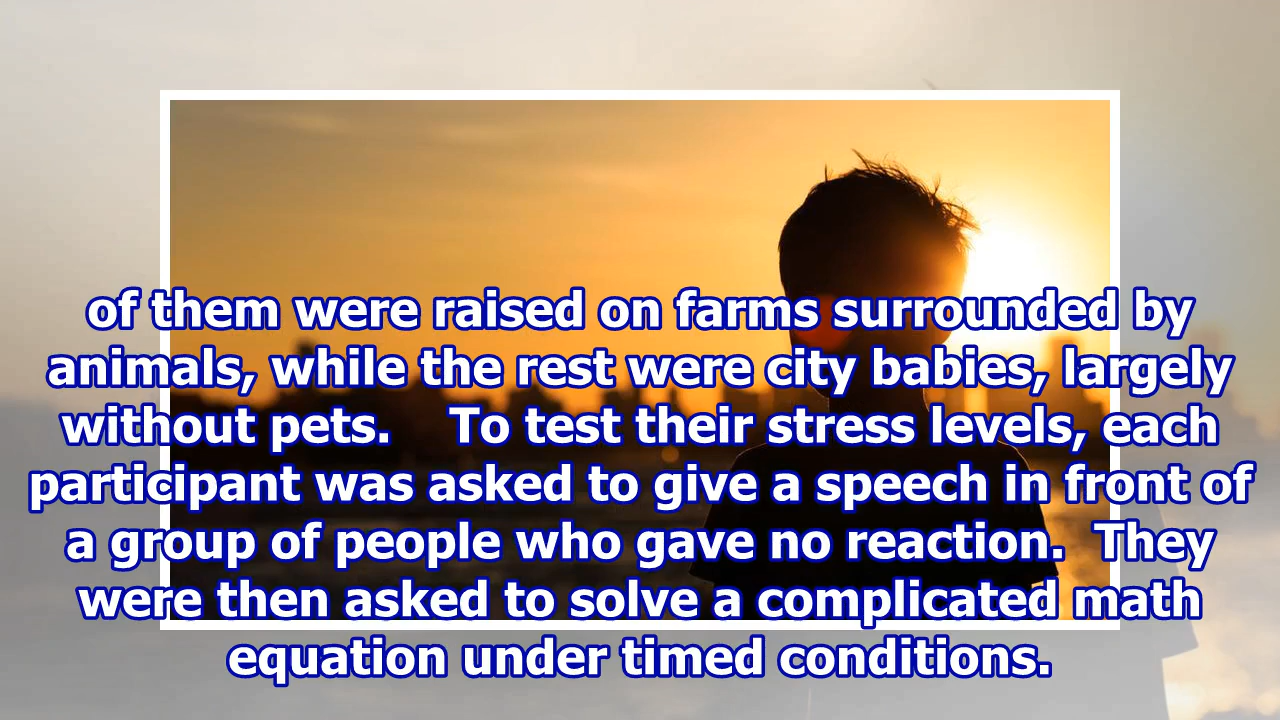 of them were raised on farms surrounded by
animals, while the rest were city babies, largely
without pets.    To test their stress levels, each
participant was asked to give a speech in front of
a group of people who gave no reaction.  They
were then asked to solve a complicated math
equation under timed conditions.